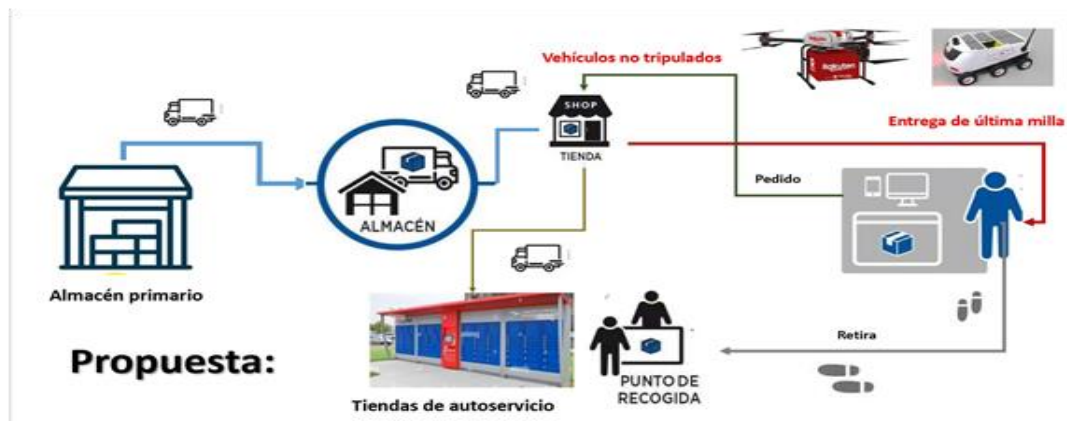 Vehículos no tripulados
SHOP
TIENDA
Entrega de última milla
Pedido
ALMACÉN
Almacén primario
Retira
Propuesta:
PUNTO DE
RECOGIDA
Tiendas de autoservicio